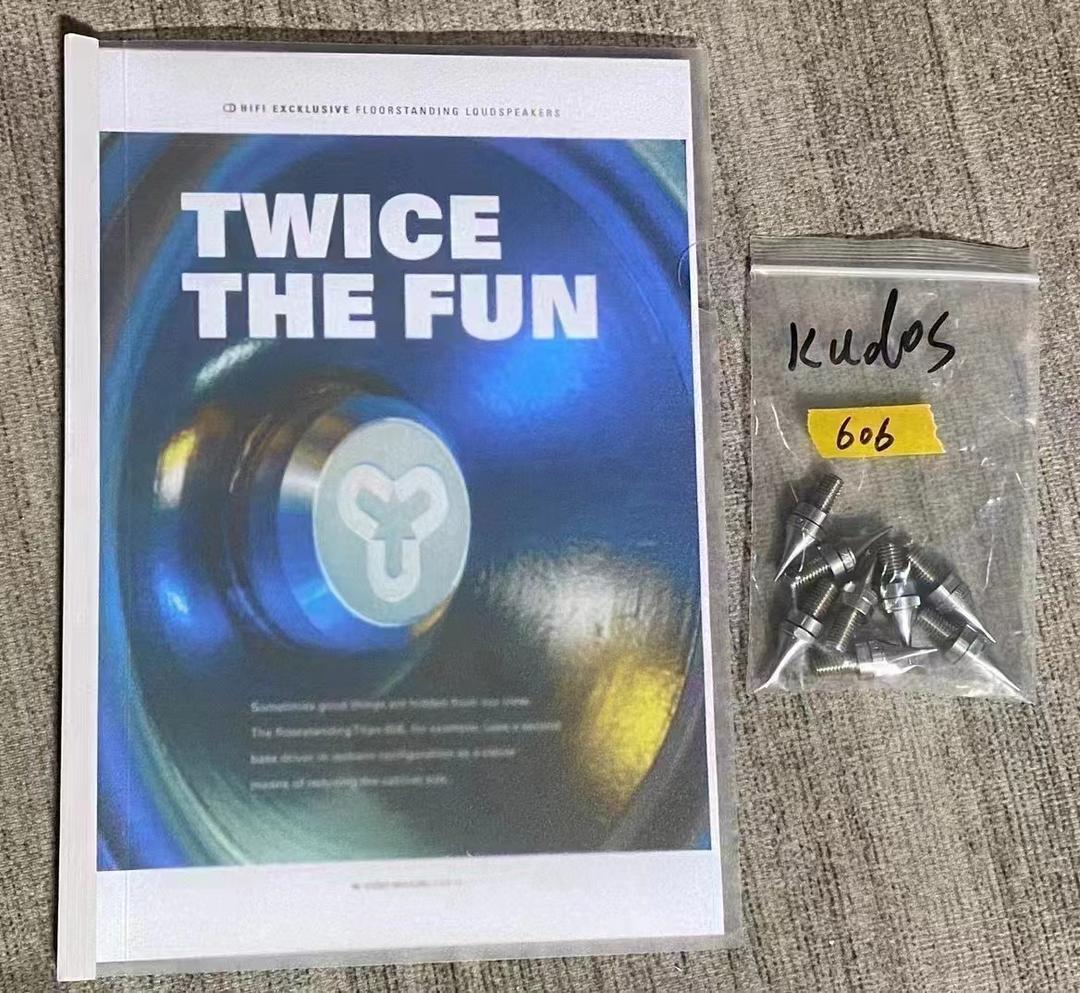 HIFI EXCKLUSIVE FLOORSTANDING LOUDSPEAKERS
TWICE
THE FUN
Sometimes good things are hidden from our view.
The floorstanding Titan 606, for example, uses a second
bass driver in isobaric configuration as a clever
means of reducing the cabinet size.
Kudos
606